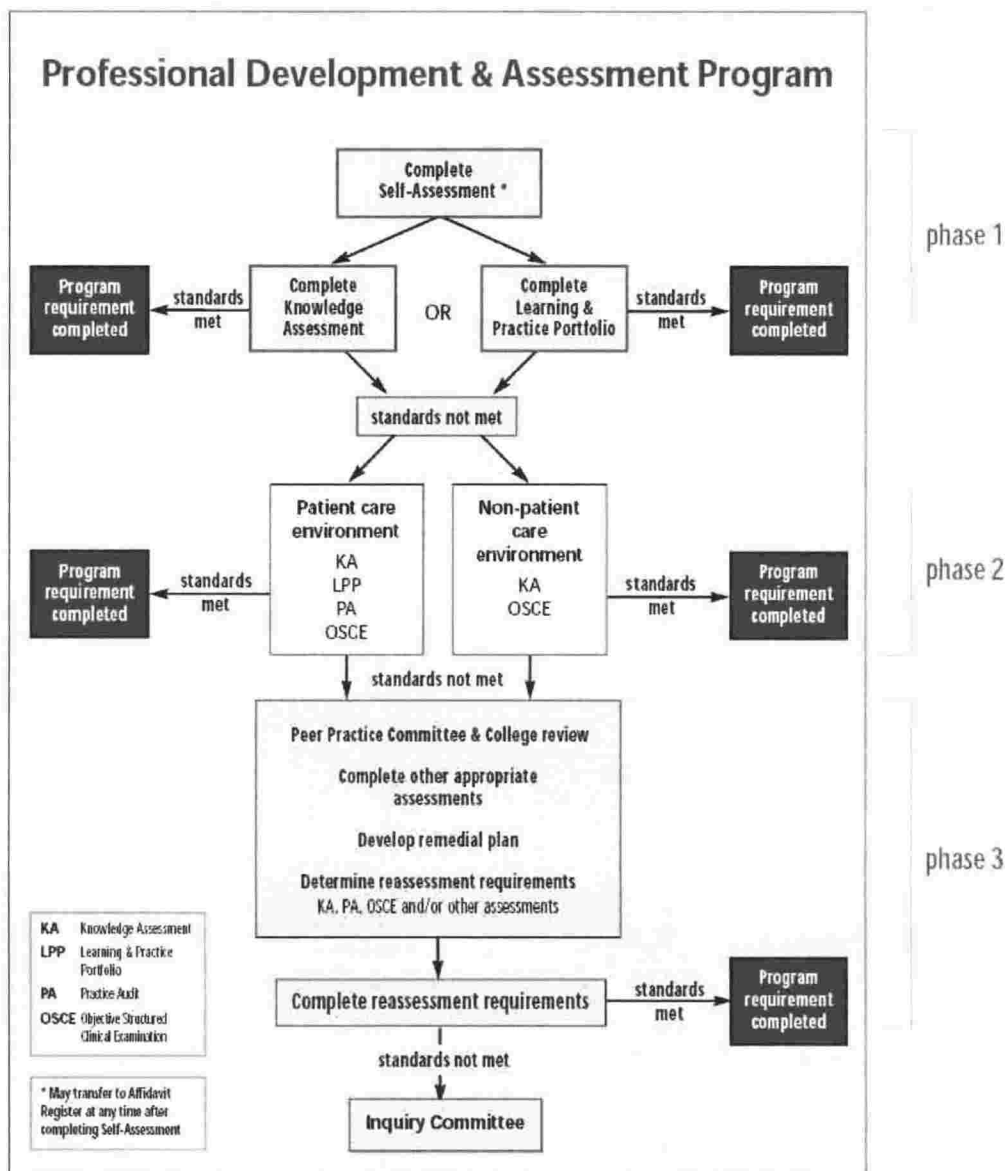 Professional Development & Assessment Program
Complete
Self-Assessment *
phase 1
Program
requirement
completed
standards
met
Complete
Knowledge
Assessment
OR
Complete
Learning &
Practice Portfolio
standards
met
Program
requirement
completed
standards not met
Patient care
environment
KA
LPP
PA
OSCE
Non-patient
care
environment
KA
OSCE
Program
requirement
completed
standards
met
standards
met
Program
requirement
completed
phase 2
standards not met
Peer Practice Committee & College review
Complete other appropriate
assessments
Develop remedial plan
Determine reassessment requirements
KA, PA, OSCE and/or other assessments
phase 3
KA Knowledge Assessment
LPP Learning & Practice
Portfolio
PA Practice Audit
OSCE Objective Structured
Clinical Examination
Complete reassessment requirements
standards
met
Program
requirement
completed
standards not met
* May transfer to Affidavit
Register at any time after
completing Self-Assessment
Inquiry Committee